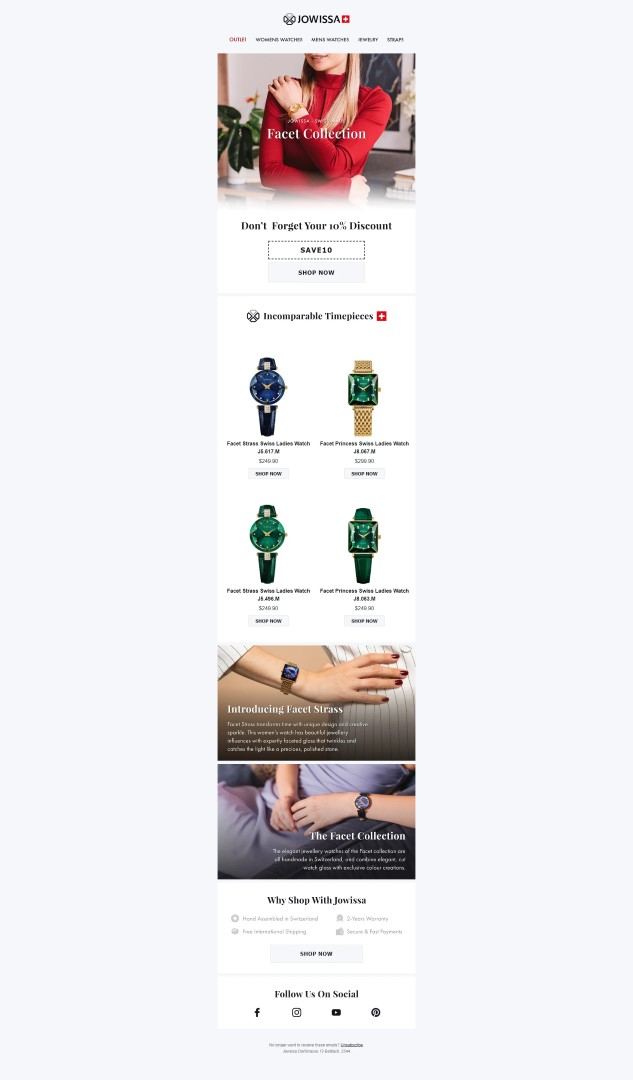 JOWISSA
OUTLET WOMENS WATCHES MENS WATCHES JEWELRY STRAPS
JOWISSA - SWISS
Facet Collection
Don't Forget Your 10% Discount
SAVE10
SHOP NOW
Incomparable Timepieces
Facet Strass Swiss Ladies Watch
J5.617.M
$249.90
SHOP NOW
Facet Princess Swiss Ladies Watch
J8.067.M
$299.90
SHOP NOW
Facet Strass Swiss Ladies Watch
J5.496.M
$249.90
SHOP NOW
Facet Princess Swiss Ladies Watch
J8.063.M
$249.90
SHOP NOW
Introducing Facet Strass
Facet Strass transforms time with unique design and creative
sparkle. This women's watch has beautiful jewellery
influences with expertly faceted glass that twinkles and
catches the light like a precious, polished stone.
The Facet Collection
The elegant jewellery watches of the Facet collection are
all handmade in Switzerland, and combine elegant, cut
watch glass with exclusive colour creations.
Why Shop With Jowissa
Hand Assembled in Switzerland
2-Years Warranty
Free International Shipping
Secure & Fast Payments
SHOP NOW
Follow Us On Social
No longer want to receive these emails? Unsubscribe.
Jowissa